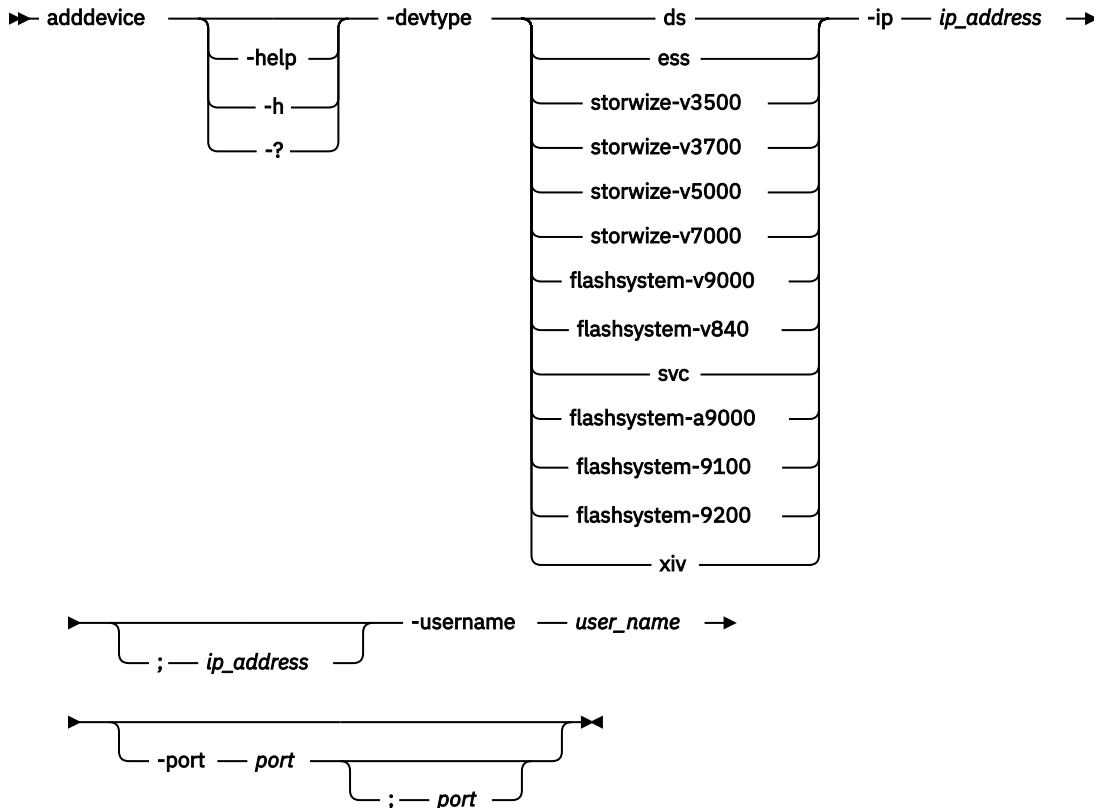 adddevice -devtype ds -ip ip_address
-help
ess
-h
storwize-v3500
-?
storwize-v3700
storwize-v5000
storwize-v7000
flashsystem-v9000
flashsystem-v840
svc
flashsystem-a9000
flashsystem-9100
flashsystem-9200
xiv
-username user_name
; ip_address
-port port
; port